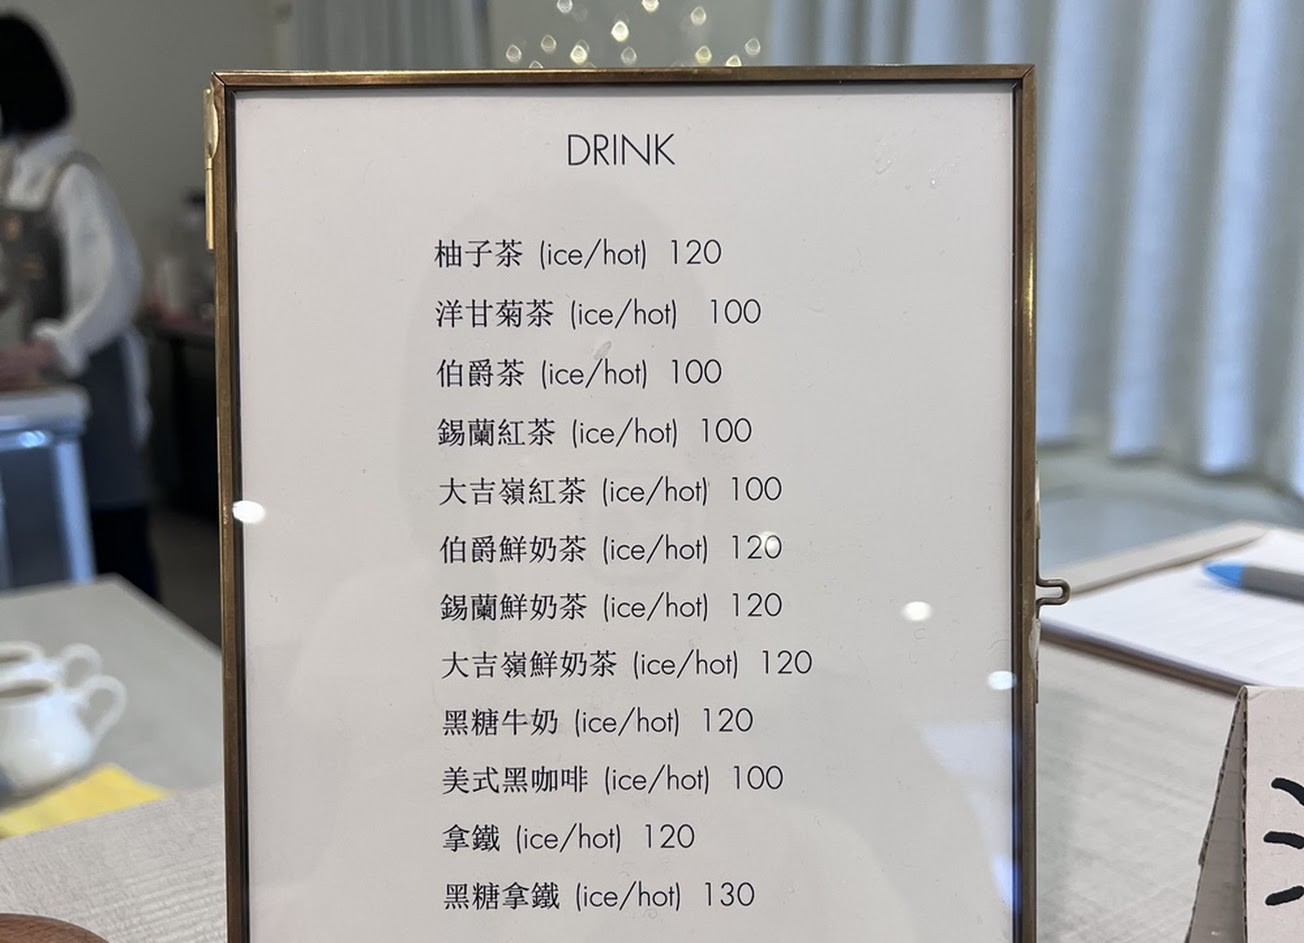 DRINK
柚子茶 (ice/hot) 120
洋甘菊茶 (ice/hot) 100
伯爵茶 (ice/hot) 100
錫蘭紅茶 (ice/hot) 100
大吉嶺紅茶 (ice/hot) 100
伯爵鮮奶茶 (ice/hot) 120
錫蘭鮮奶茶 (ice/hot) 120
大吉嶺鮮奶茶 (ice/hot) 120
黑糖牛奶 (ice/hot) 120
美式黑咖啡 (ice/hot) 100
拿鐵 (ice/hot) 120
黑糖拿鐵 (ice/hot) 130